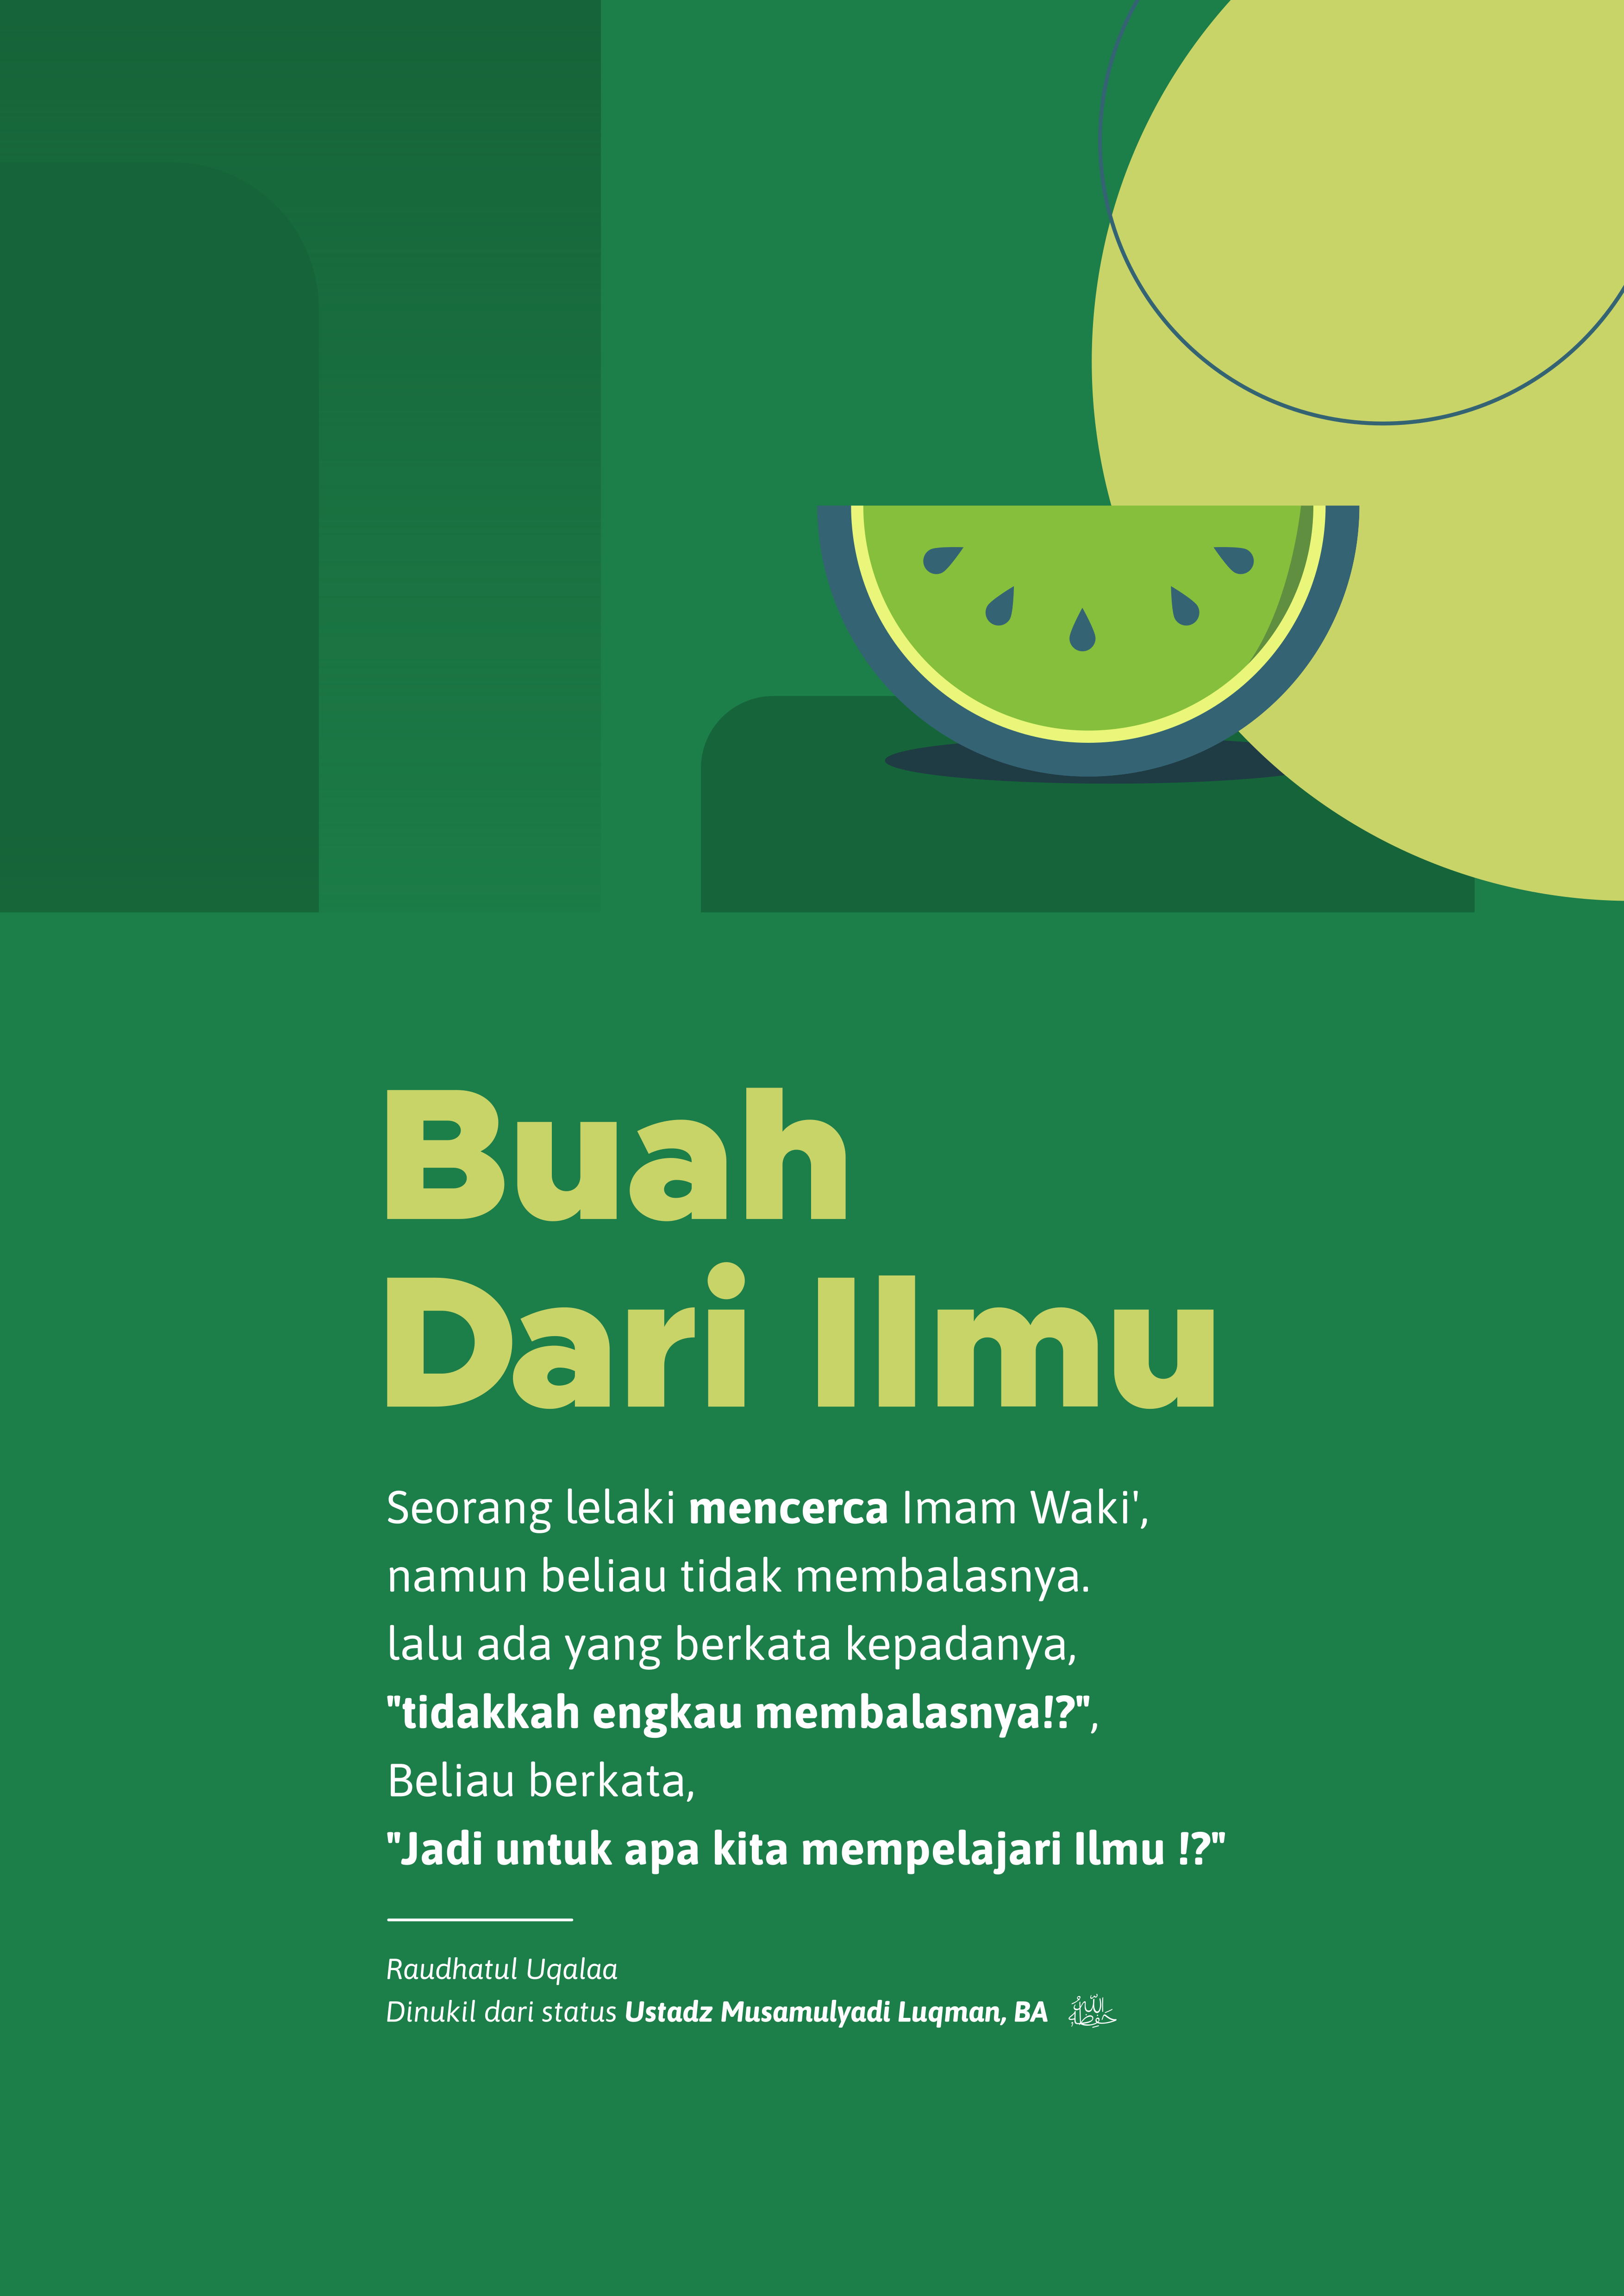 Buah
Dari Ilmu
Seorang lelaki mencerca Imam Waki',
namun beliau tidak membalasnya.
lalu ada yang berkata kepadanya,
"tidakkah engkau membalasnya!?",
Beliau berkata,
"Jadi untuk apa kita mempelajari Ilmu !?"
Raudhatul Uqalaa
Dinukil dari status Ustadz Musamulyadi Luqman, BA حَفِظَهُ اللهُ